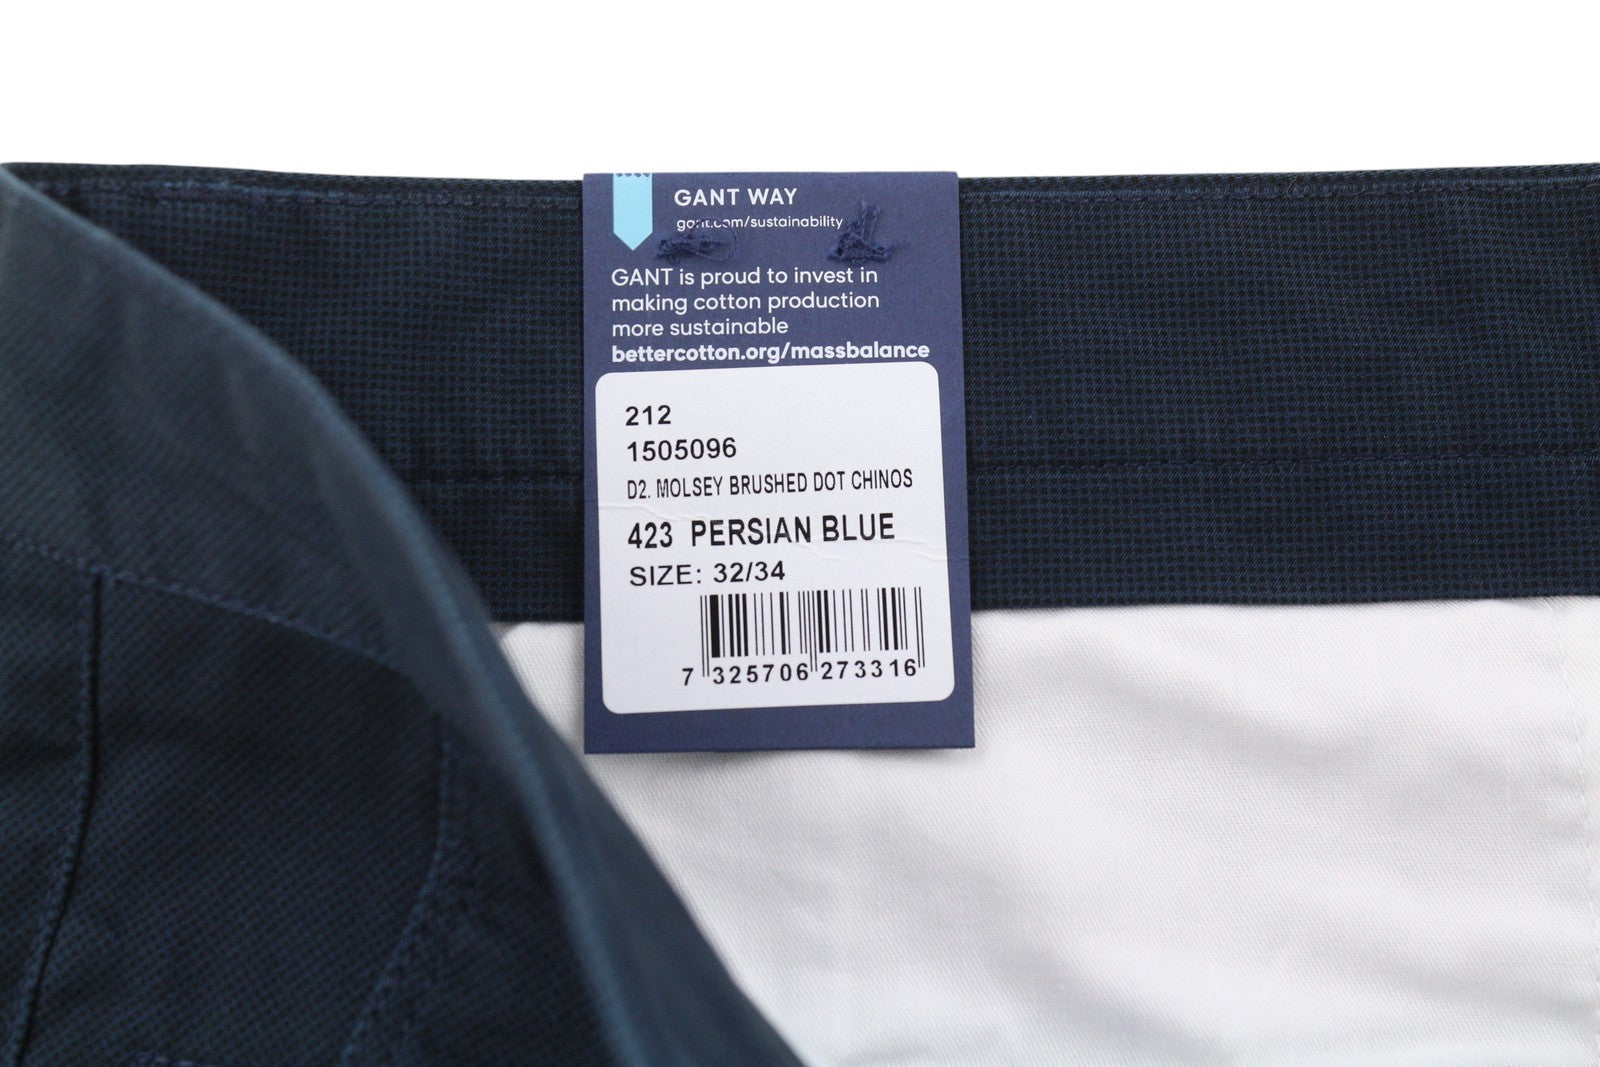 GANT WAY
gant.com/sustainability
GANT is proud to invest in
making cotton production
more sustainable
bettercotton.org/massbalance
212
1505096
D2. MOLSEY BRUSHED DOT CHINOS
423 PERSIAN BLUE
SIZE: 32/34
7 325706 273316